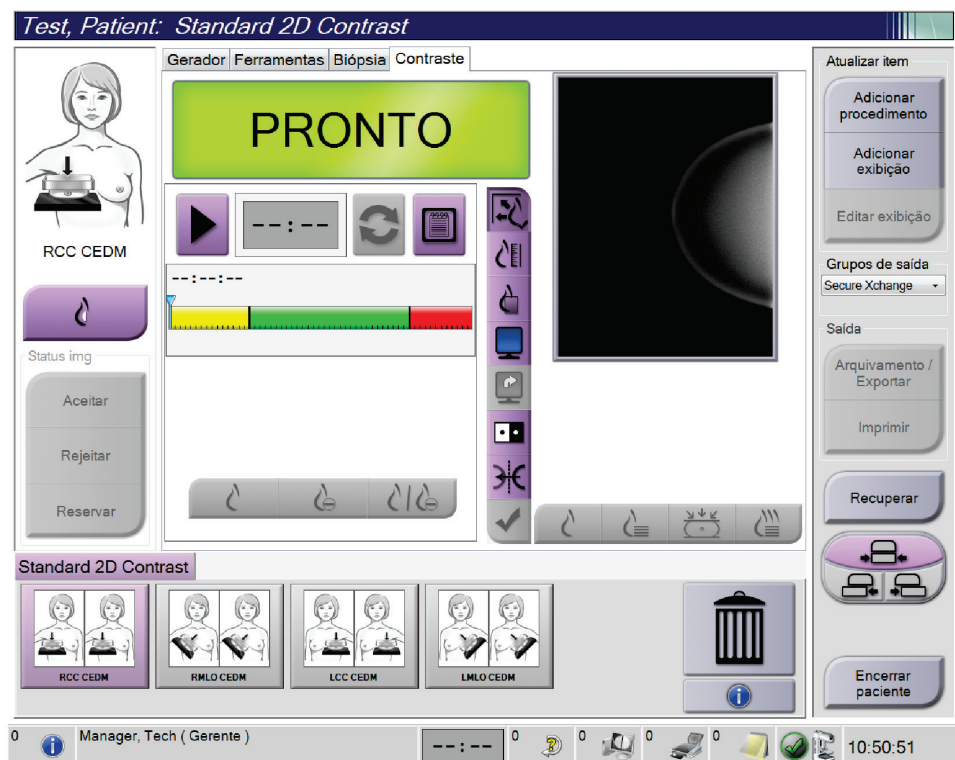 Test, Patient: Standard 2D Contrast
Gerador Ferramentas Biópsia Contraste
PRONTO
RCC CEDM
Status img
Aceitar
Rejeitar
Reservar
--:--
--:--:--
Atualizar item
Adicionar
procedimento
Adicionar
exibição
Editar exibição
Grupos de saída
Secure Xchange
Saída
Arquivamento /
Exportar
Imprimir
Recuperar
Encerrar
paciente
Standard 2D Contrast
RCC CEDM
RMLO CEDM
LCC CEDM
LMLO CEDM
0 Manager, Tech ( Gerente ) --:-- 0 0 0 0 10:50:51